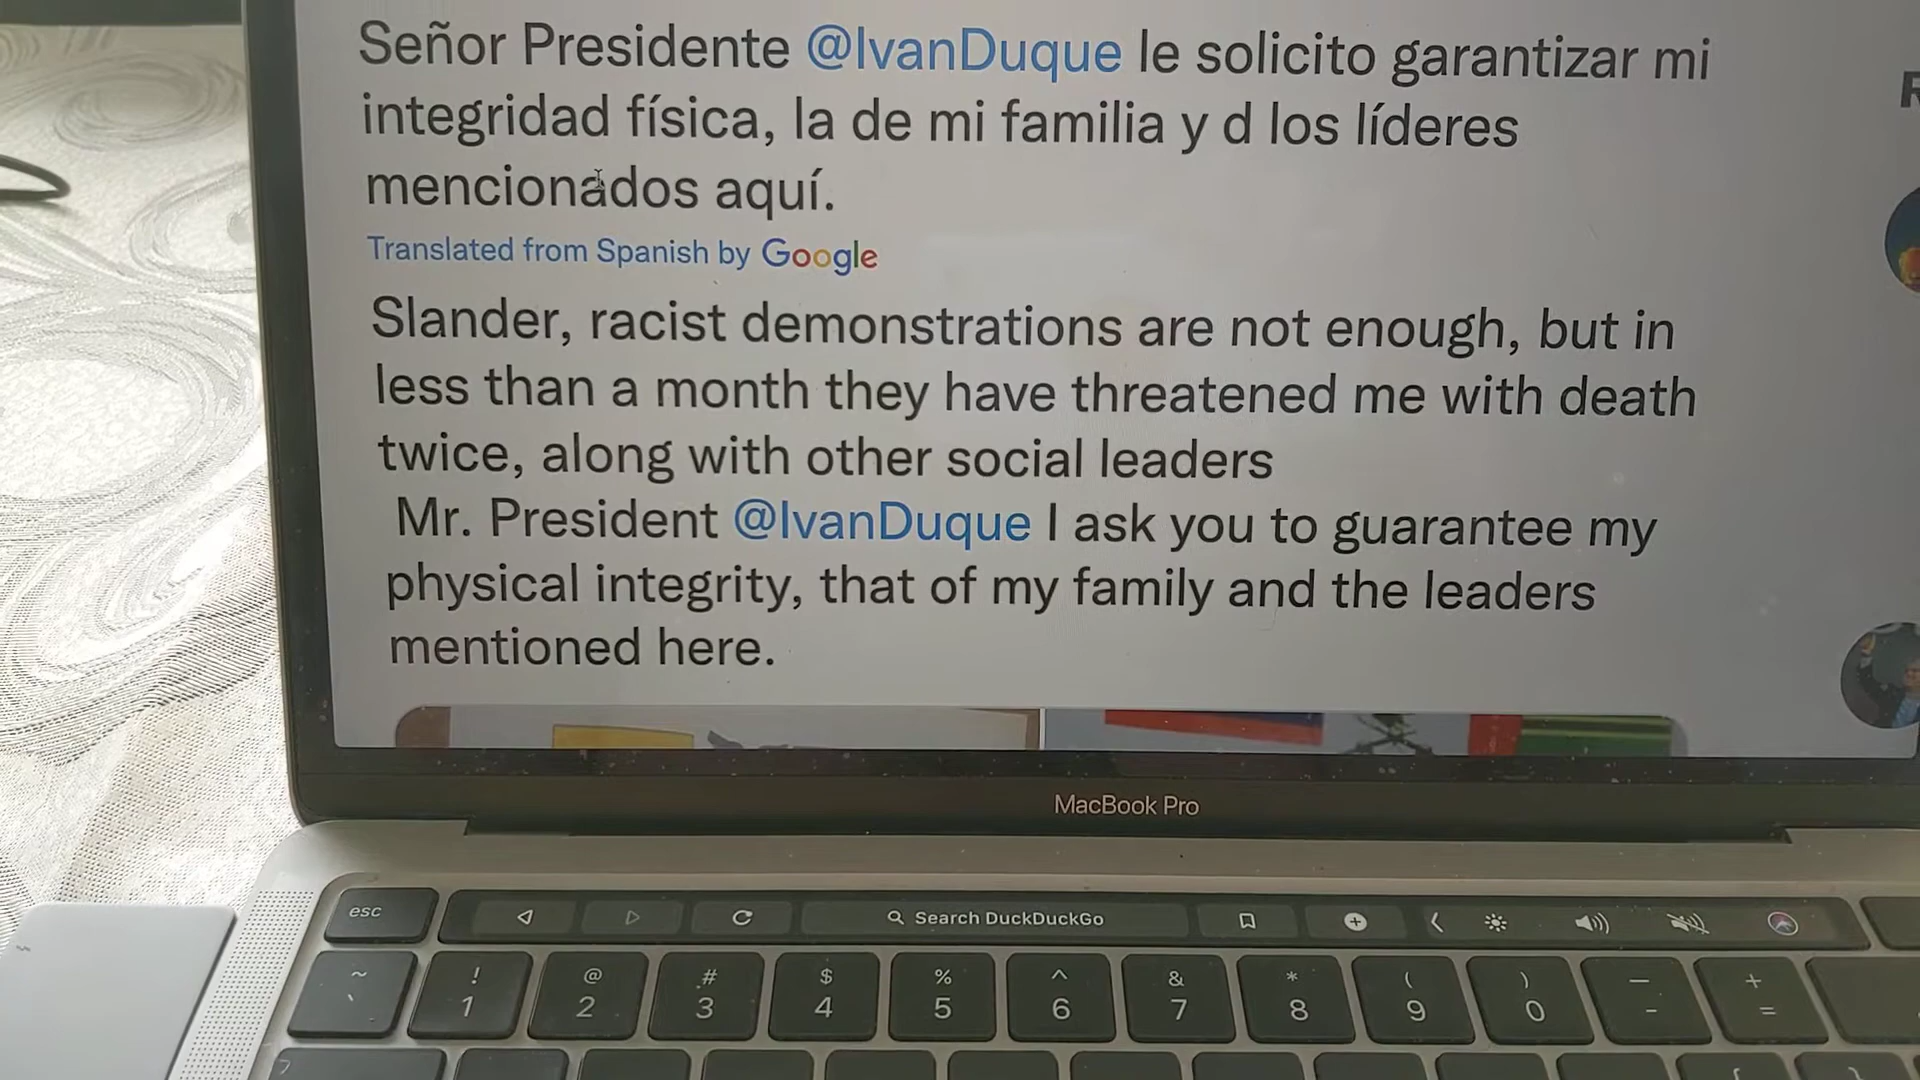 Señor Presidente @IvanDuque le solicito garantizar mi
integridad física, la de mi familia y d los líderes
mencionados aquí.
Translated from Spanish by Google
Slander, racist demonstrations are not enough, but in
less than a month they have threatened me with death
twice, along with other social leaders
Mr. President @IvanDuque I ask you to guarantee my
physical integrity, that of my family and the leaders
mentioned here.
MacBook Pro
esc Search DuckDuckGo
~ ! @ # $ % ^ & * ( ) — +
` 1 2 3 4 5 6 7 8 9 0 - =